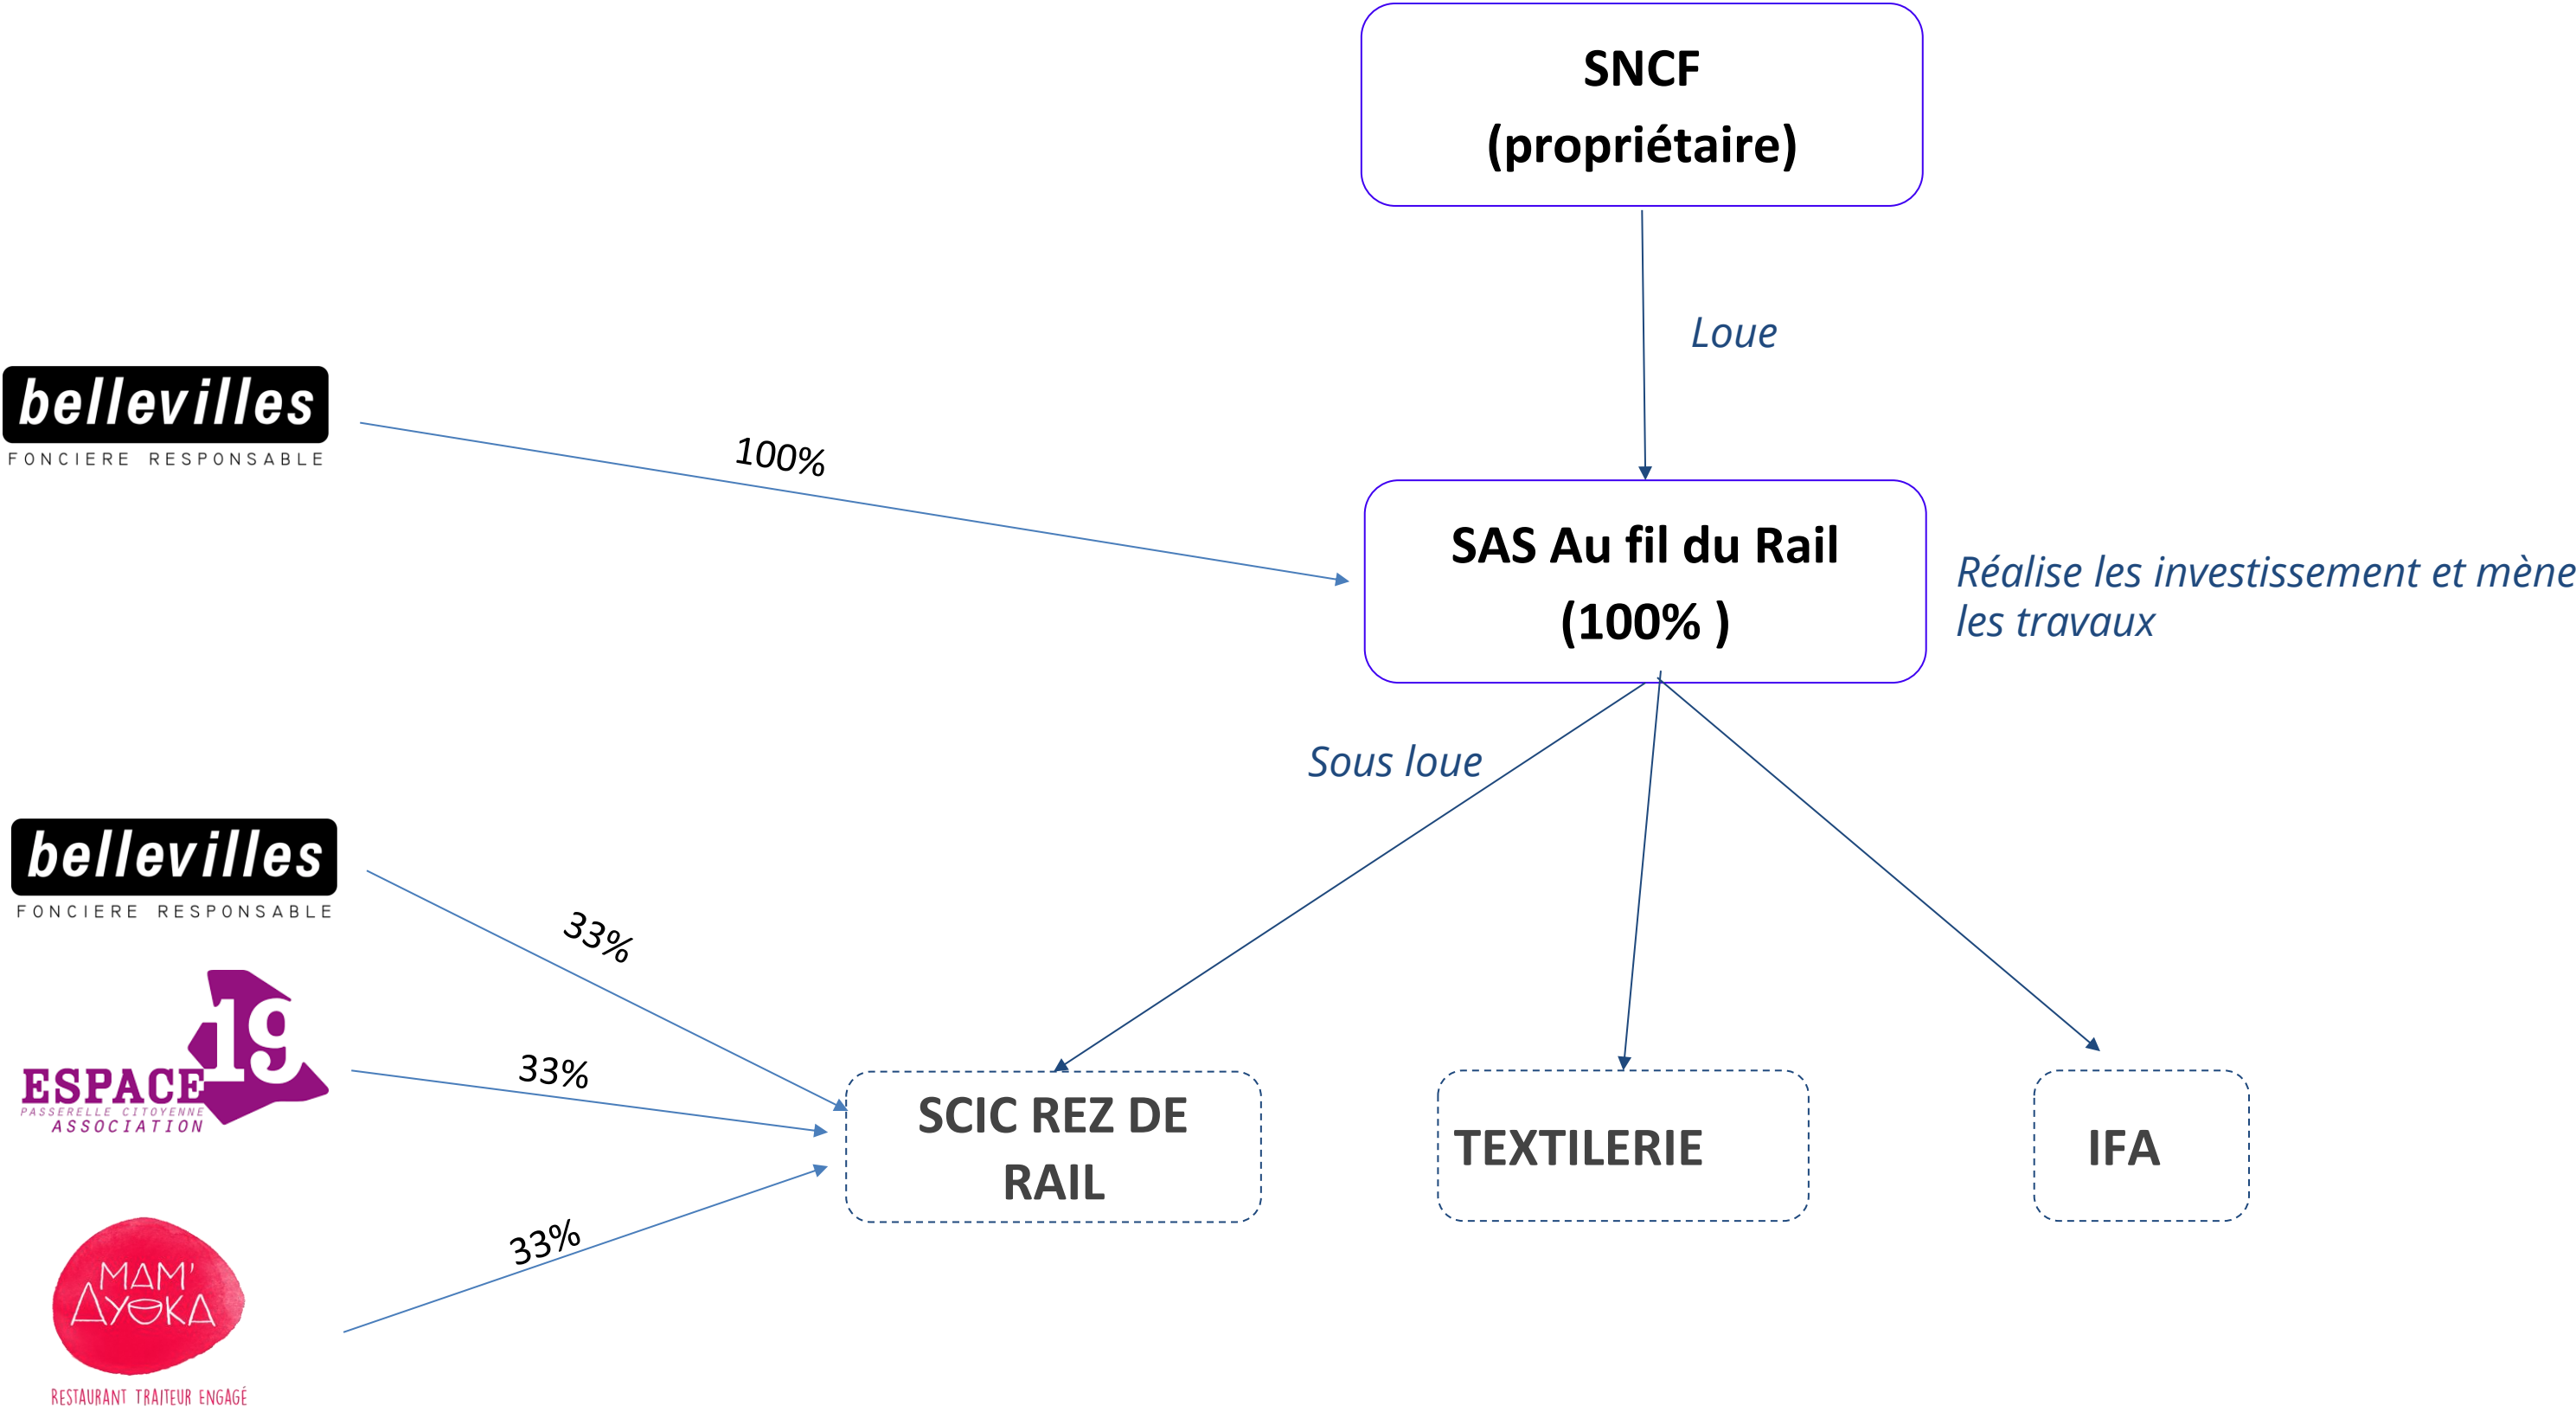 SNCF
(propriétaire)
Loue
bellevilles
FONCIERE RESPONSABLE
100%
SAS Au fil du Rail
(100% )
Réalise les investissement et mène
les travaux
Sous loue
bellevilles
FONCIERE RESPONSABLE
33%
19
ESPACE
PASSERELLE CITOYENNE
ASSOCIATION
33%
SCIC REZ DE
RAIL
TEXTILERIE
IFA
33%
MAM'
AYOKA
RESTAURANT TRAITEUR ENGAGÉ